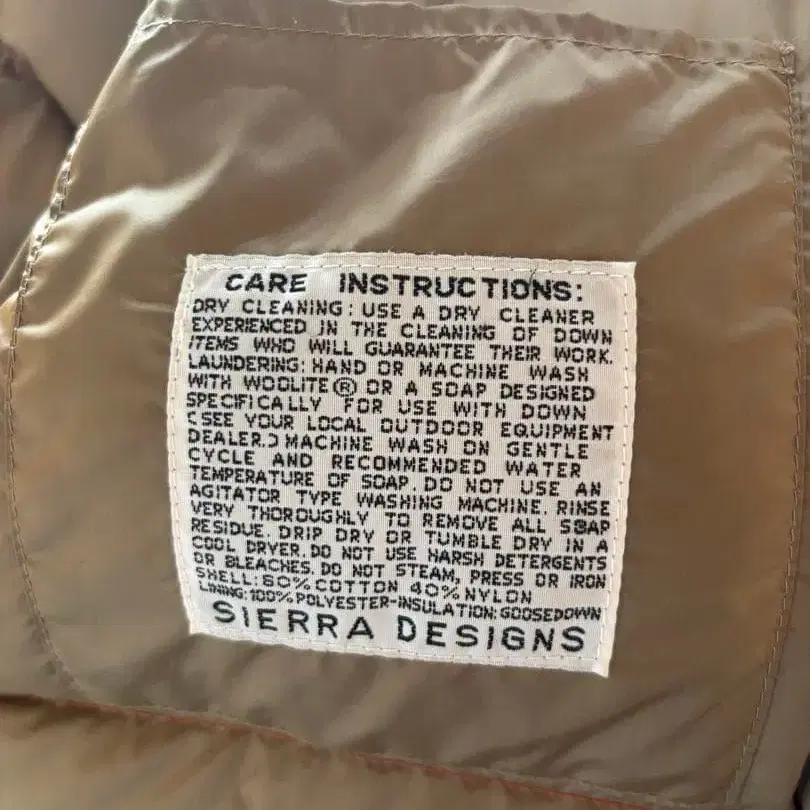 CARE INSTRUCTIONS:
DRY CLEANING: USE A DRY CLEANER
EXPERIENCED IN THE CLEANING OF DOWN
ITEMS WHO WILL GUARANTEE THEIR WORK.
LAUNDERING: HAND OR MACHINE WASH
WITH WOOLITE® OR A SOAP DESIGNED
SPECIFICALLY FOR USE WITH DOWN
(SEE YOUR LOCAL OUTDOOR EQUIPMENT
DEALER.) MACHINE WASH ON GENTLE
CYCLE AND RECOMMENDED WATER
TEMPERATURE OF SOAP. DO NOT USE AN
AGITATOR TYPE WASHING MACHINE. RINSE
VERY THOROUGHLY TO REMOVE ALL SOAP
RESIDUE. DRIP DRY OR TUMBLE DRY IN A
COOL DRYER. DO NOT USE HARSH DETERGENTS
OR BLEACHES. DO NOT STEAM, PRESS OR IRON
SHELL: 60% COTTON 40% NYLON
LINING: 100% POLYESTER-INSULATION: GOOSEDOWN
SIERRA DESIGNS